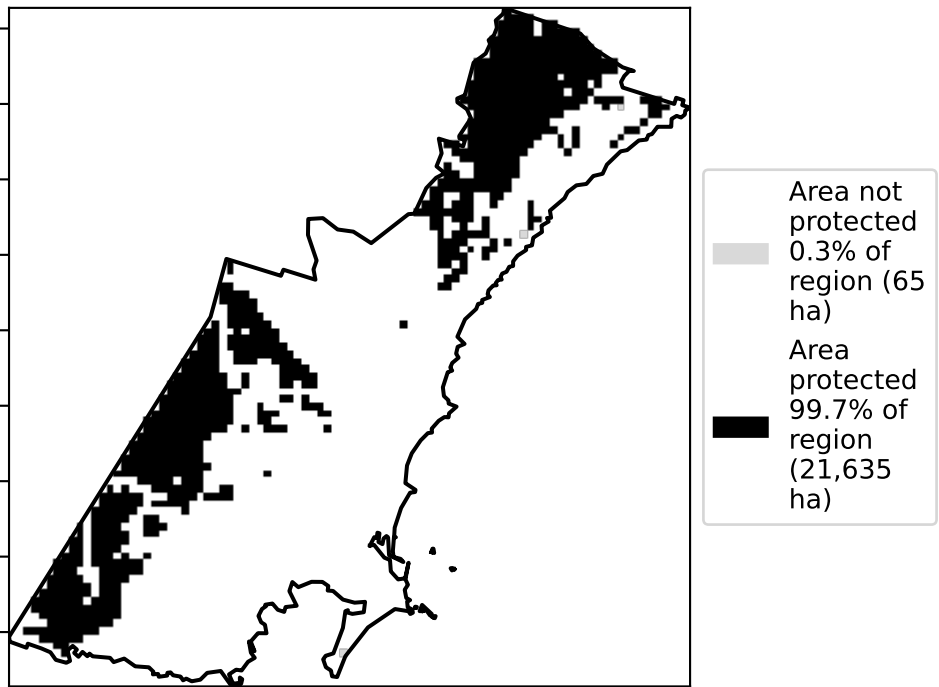 Area not
protected
0.3% of
region (65
ha)
Area
protected
99.7% of
region
(21,635
ha)